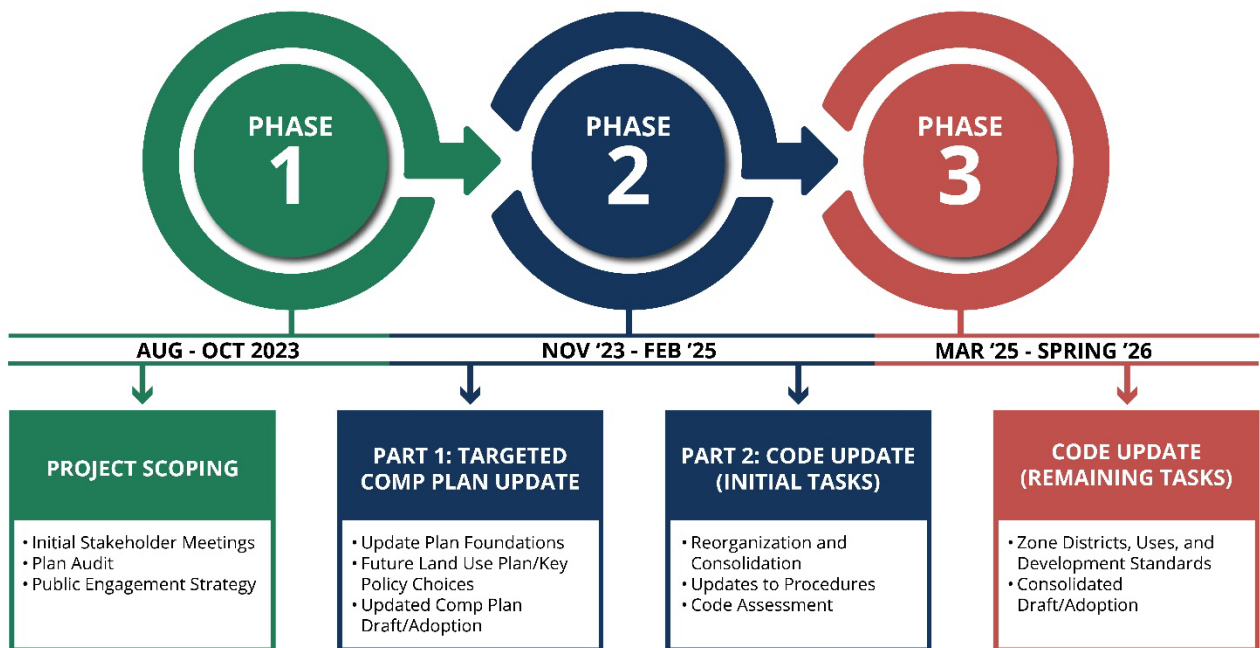 PHASE
1
PHASE
2
PHASE
3
AUG - OCT 2023
NOV ‘23 - FEB ’25
MAR ‘25 - SPRING ‘26
PROJECT SCOPING
• Initial Stakeholder Meetings
• Plan Audit
• Public Engagement Strategy
PART 1: TARGETED
COMP PLAN UPDATE
• Update Plan Foundations
• Future Land Use Plan/Key
Policy Choices
• Updated Comp Plan
Draft/Adoption
PART 2: CODE UPDATE
(INITIAL TASKS)
• Reorganization and
Consolidation
• Updates to Procedures
• Code Assessment
CODE UPDATE
(REMAINING TASKS)
• Zone Districts, Uses, and
Development Standards
• Consolidated
Draft/Adoption